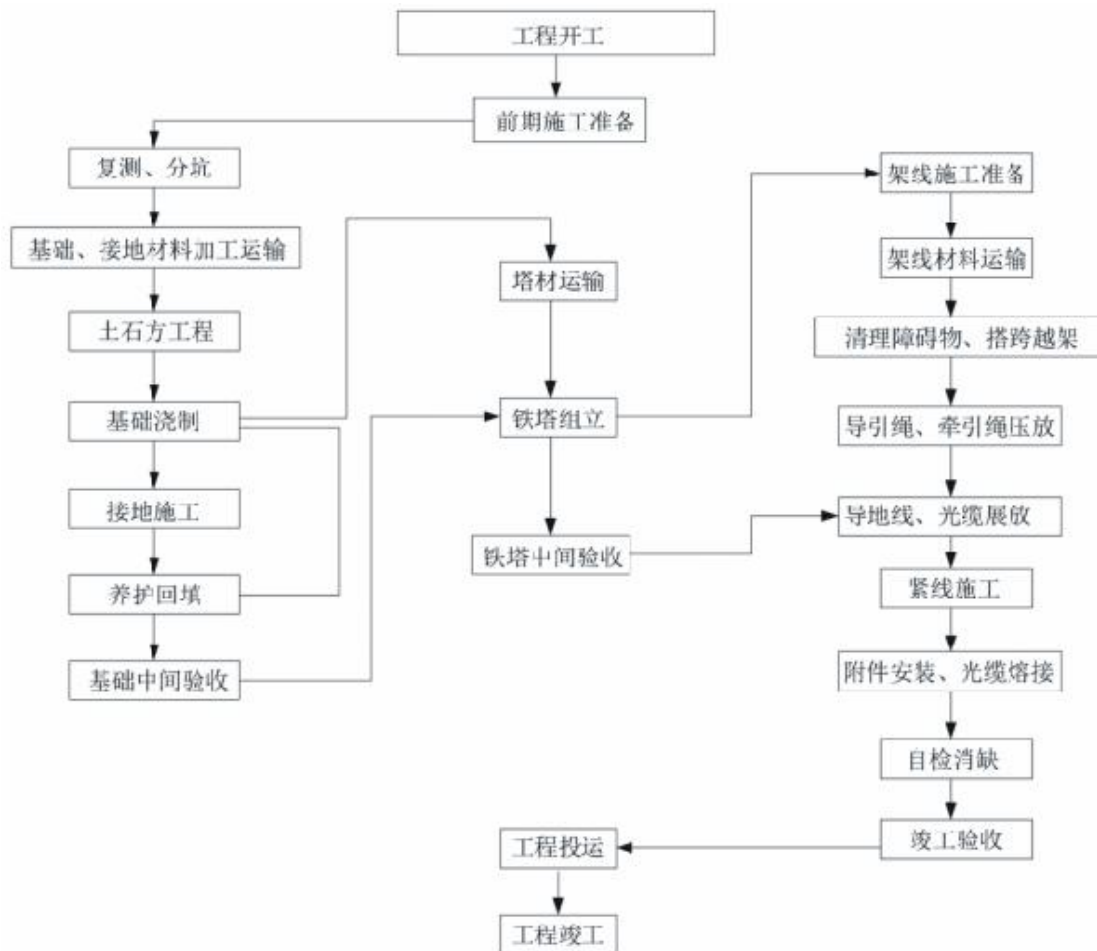 工程开工
前期施工准备
复测、分坑
基础、接地材料加工运输
土石方工程
基础浇制
接地施工
养护回填
基础中间验收
塔材运输
铁塔组立
铁塔中间验收
架线施工准备
架线材料运输
清理障碍物、搭跨越架
导引绳、牵引绳压放
导地线、光缆展放
紧线施工
附件安装、光缆熔接
自检消缺
竣工验收
工程投运
工程竣工